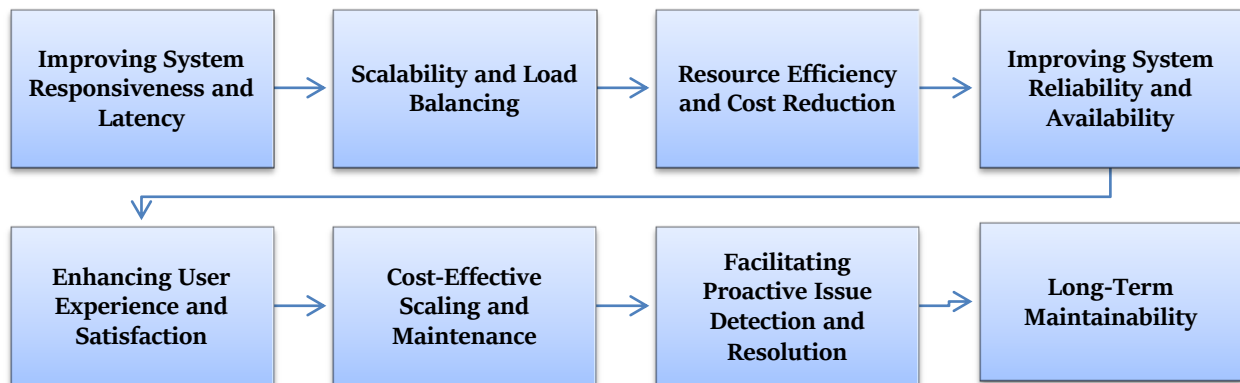 Improving System
Responsiveness and
Latency
Scalability and Load
Balancing
Resource Efficiency
and Cost Reduction
Improving System
Reliability and
Availability
Enhancing User
Experience and
Satisfaction
Cost-Effective
Scaling and
Maintenance
Facilitating
Proactive Issue
Detection and
Resolution
Long-Term
Maintainability